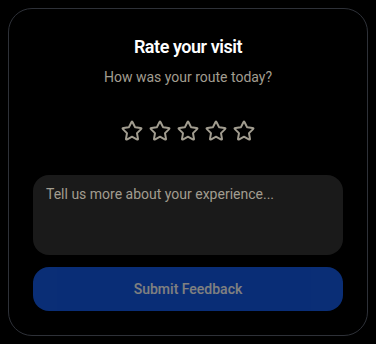 Rate your visit
How was your route today?
Tell us more about your experience...
Submit Feedback